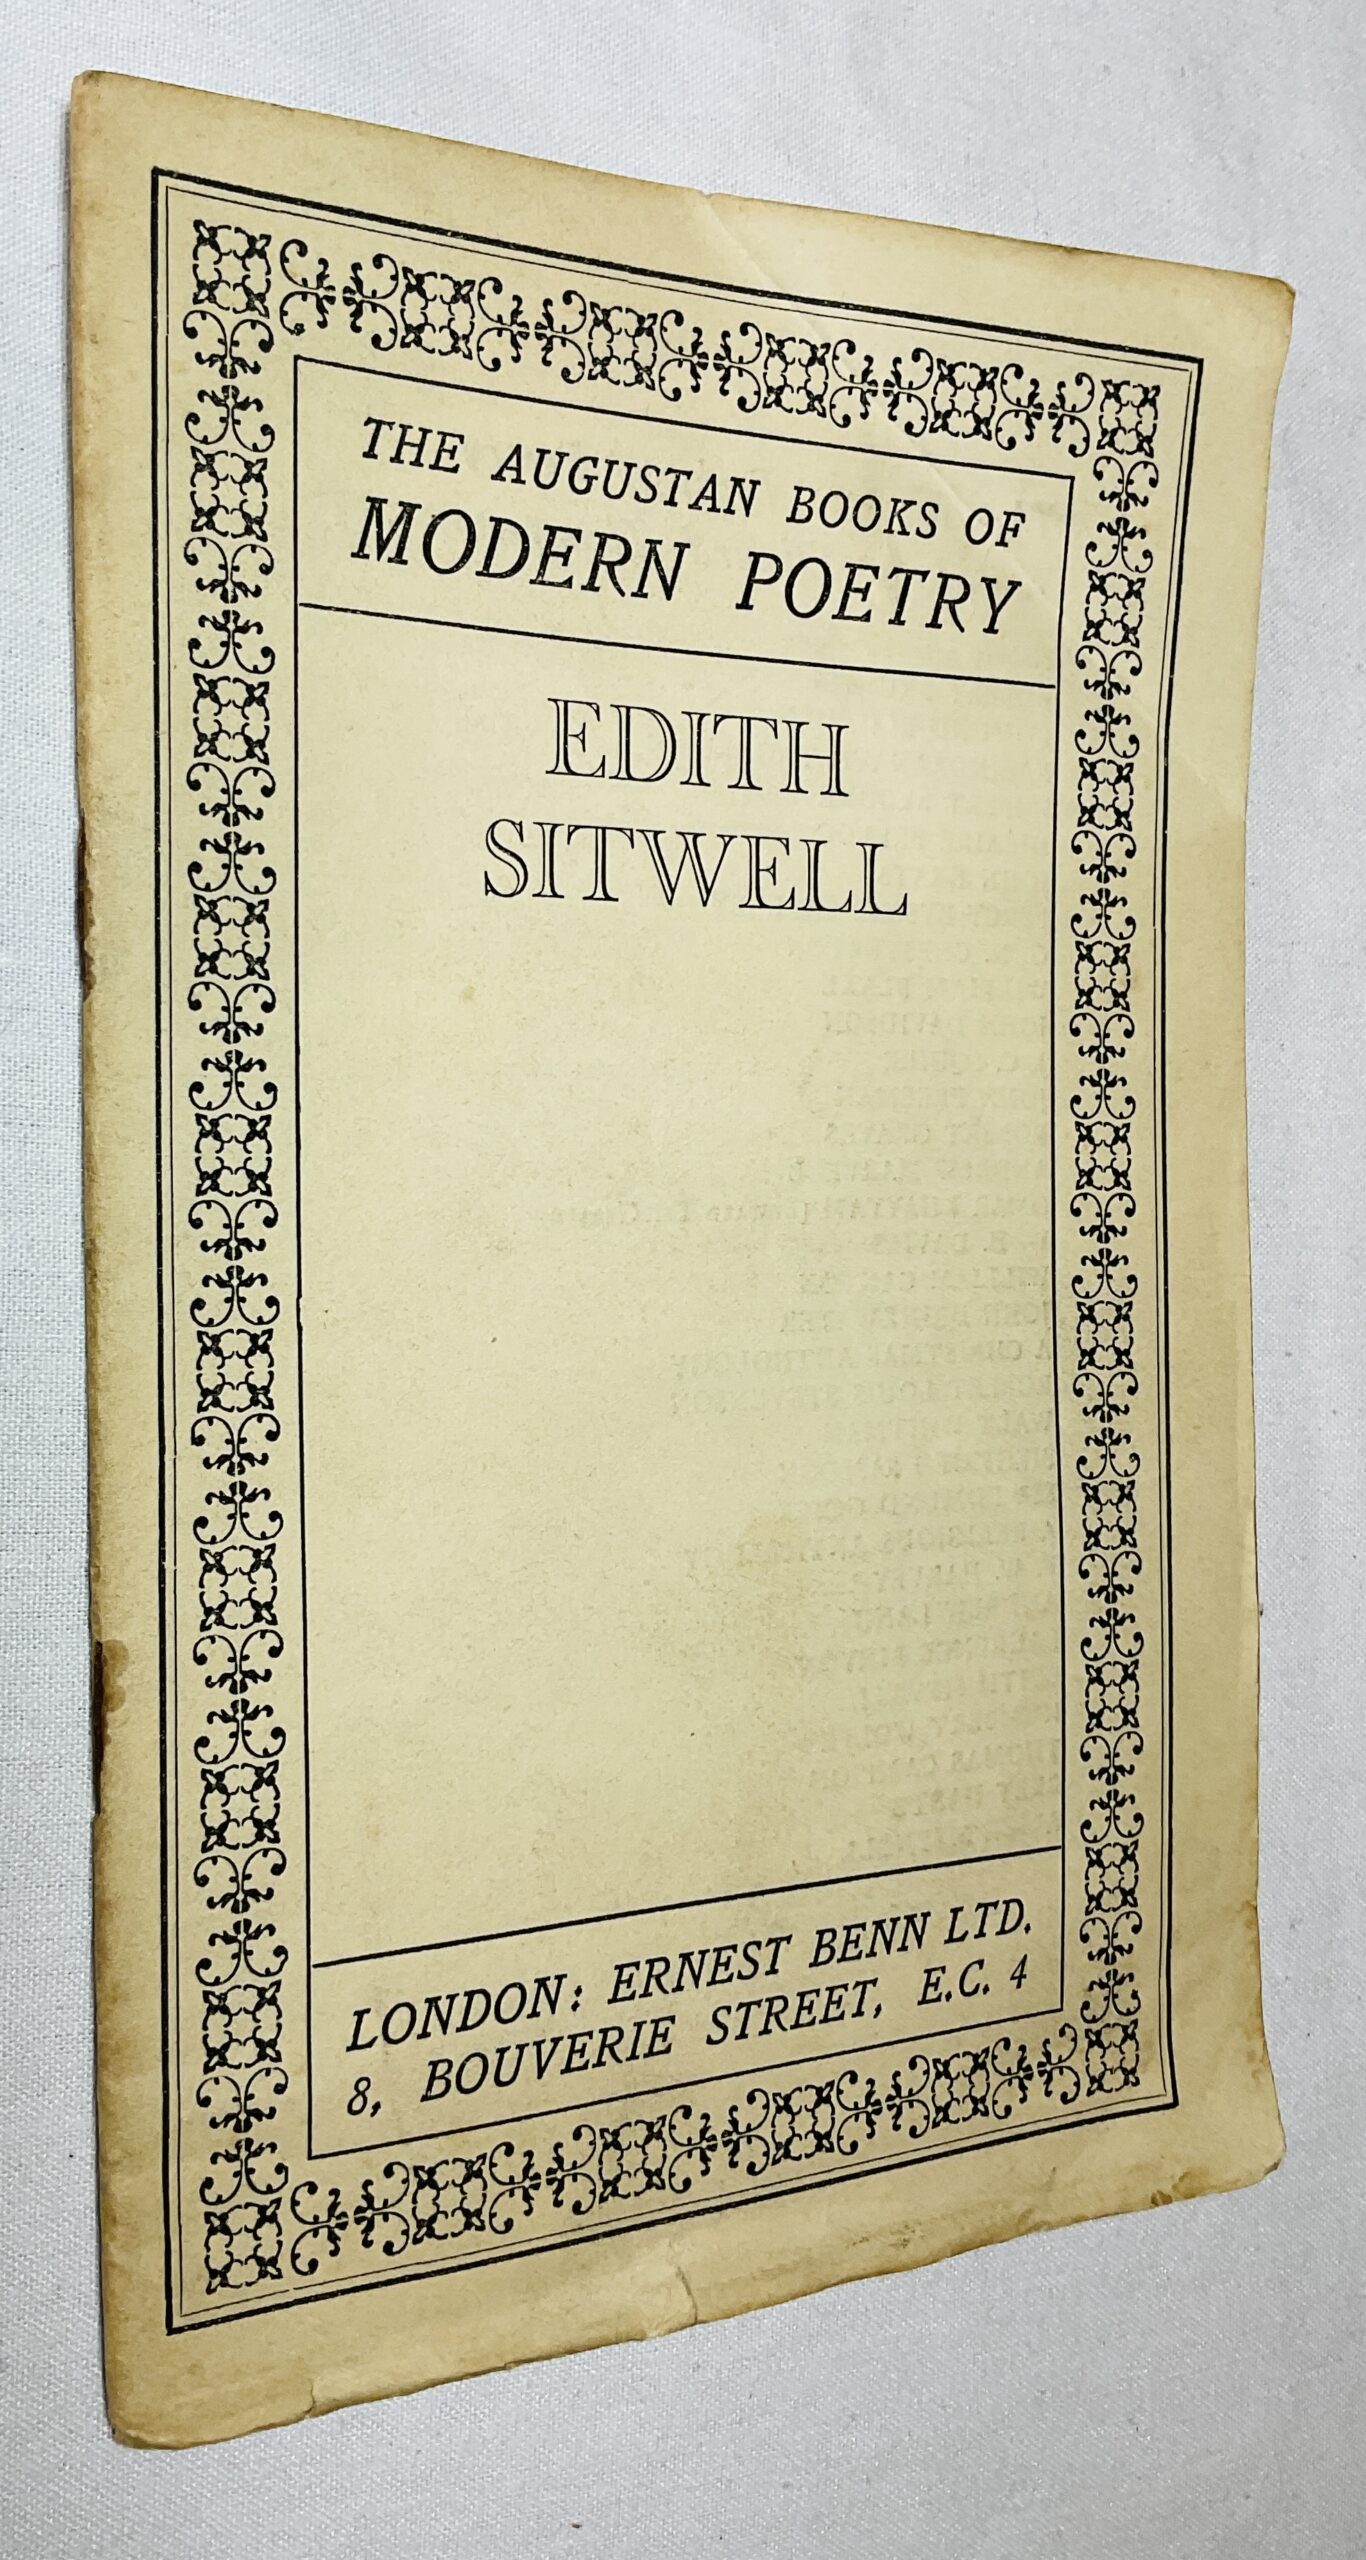 THE AUGUSTAN BOOKS OF
MODERN POETRY
EDITH
SITWELL
LONDON: ERNEST BENN LTD.
8, BOUVERIE STREET, E.C. 4